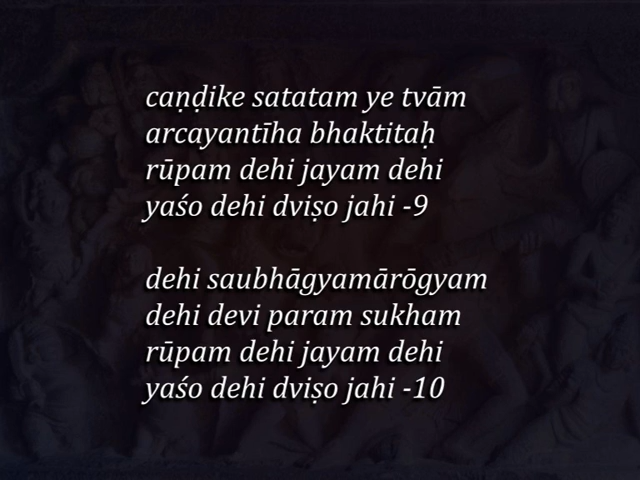 caṇḍike satatam ye tvām
arcayantīha bhaktitaḥ
rūpam dehi jayam dehi
yaśo dehi dviṣo jahi -9

dehi saubhāgyamārōgyam
dehi devi param sukham
rūpam dehi jayam dehi
yaśo dehi dviṣo jahi -10